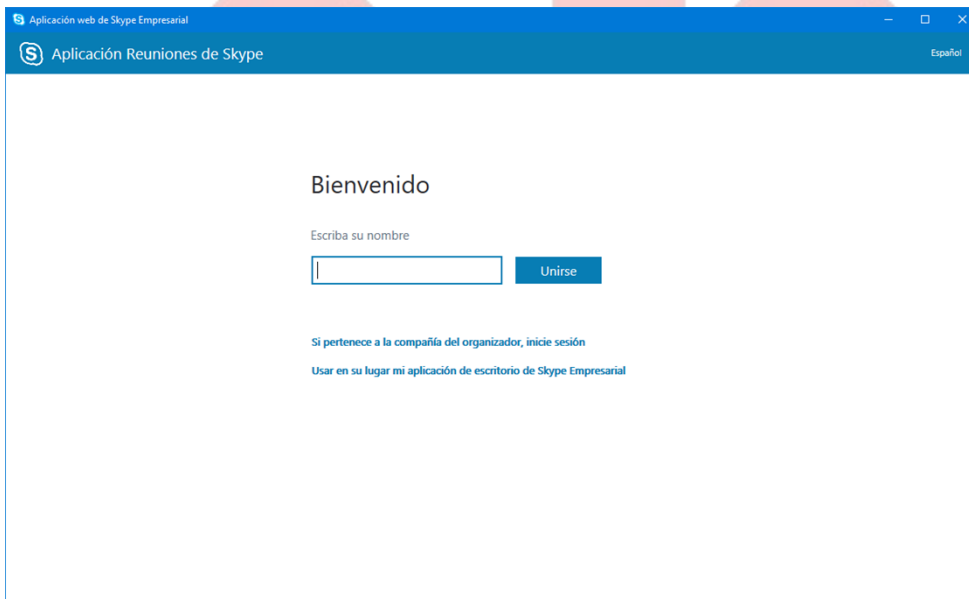 Aplicación web de Skype Empresarial
Aplicación Reuniones de Skype
Español
Bienvenido
Escriba su nombre
Unirse
Si pertenece a la compañía del organizador, inicie sesión
Usar en su lugar mi aplicación de escritorio de Skype Empresarial